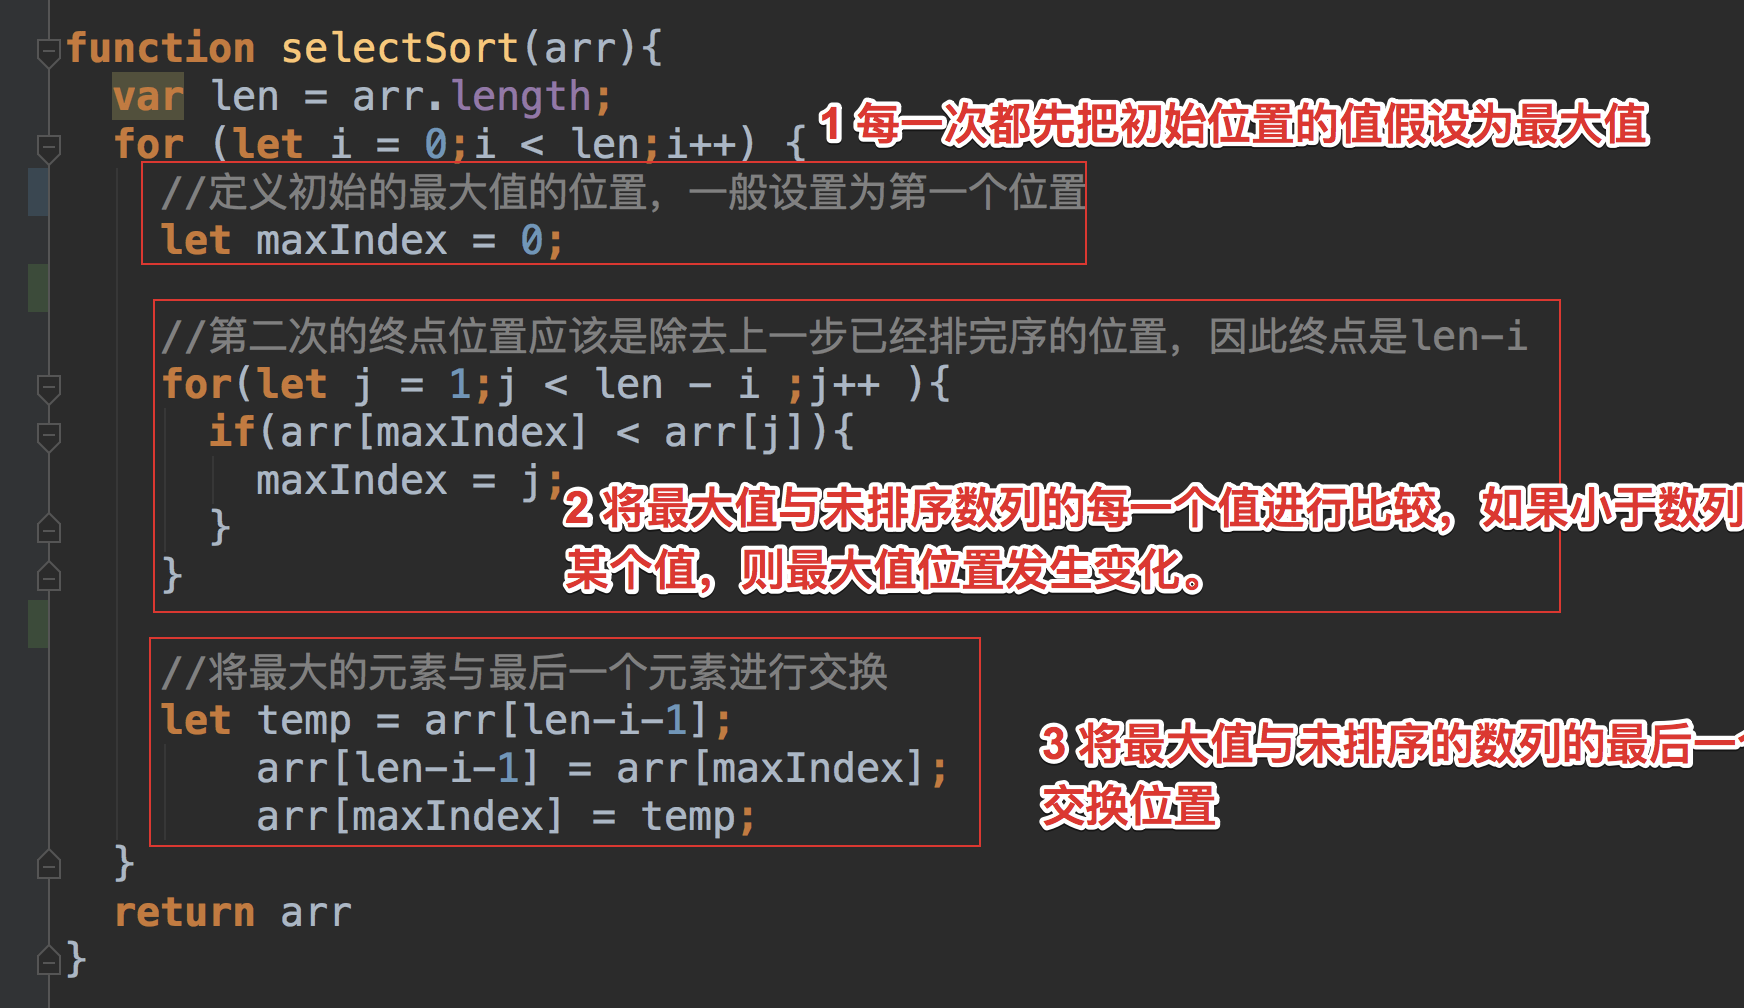 function selectSort(arr){
var len = arr.length;
for (let i = 0;i < len;i++) {
1 每一次都先把初始位置的值假设为最大值
//定义初始的最大值的位置，一般设置为第一个位置
let maxIndex = 0;
//第二次的终点位置应该是除去上一步已经排完序的位置，因此终点是len-i
for(let j = 1;j < len - i ;j++ ){
if(arr[maxIndex] < arr[j]){
maxIndex = j;
2 将最大值与未排序数列的每一个值进行比较，如果小于数列
某个值，则最大值位置发生变化。
}
}
//将最大的元素与最后一个元素进行交换
let temp = arr[len-i-1];
arr[len-i-1] = arr[maxIndex];
arr[maxIndex] = temp;
3 将最大值与未排序的数列的最后一
交换位置
}
return arr
}